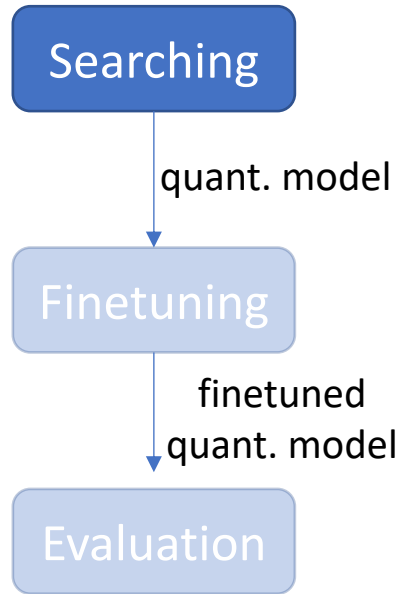 Searching
quant. model
Finetuning
finetuned
quant. model
Evaluation